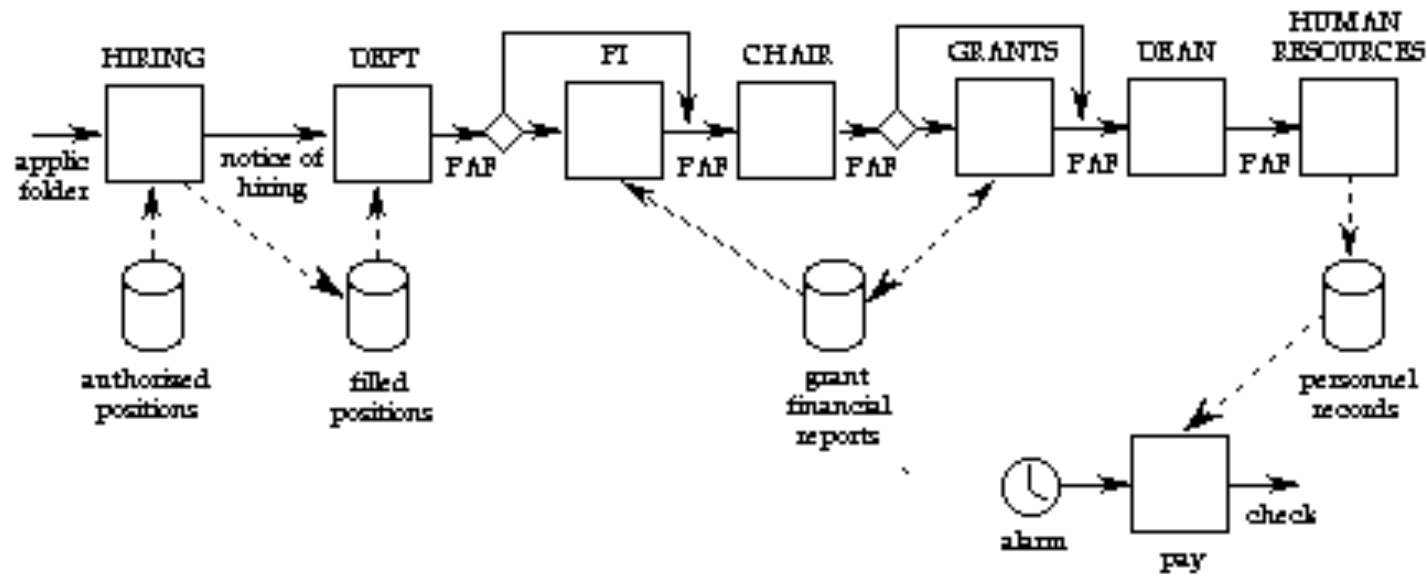 HIRING
DEPT
PI
CHAIR
GRANTS
DEAN
HUMAN
RESOURCES
applic
folder
notice of
hiring
PAF
PAF
PAF
PAF
PAF
authorized
positions
filled
positions
grant
financial
reports
personnel
records
alarm
pay
check